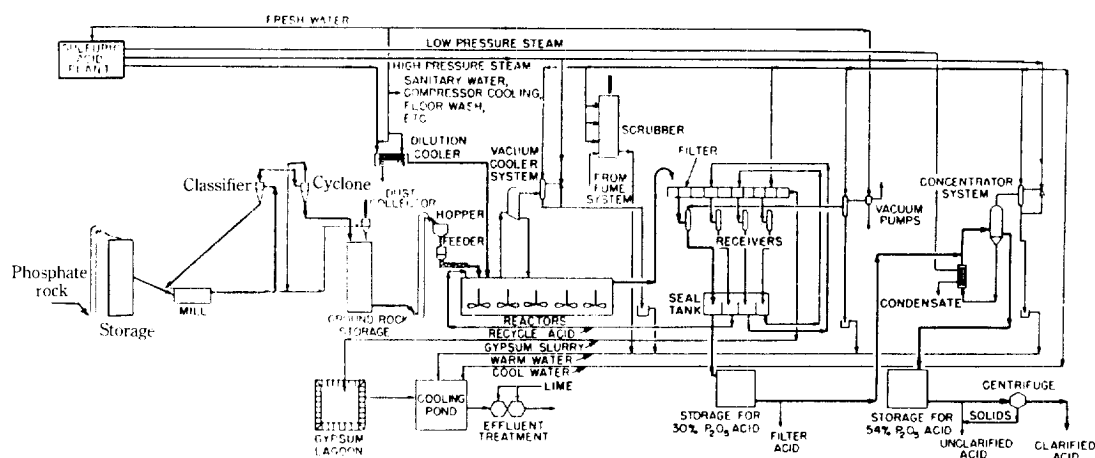 FRESH WATER
LOW PRESSURE STEAM
SULFURIC
ACID
PLANT
HIGH PRESSURE STEAM
SANITARY WATER,
COMPRESSOR COOLING,
FLOOR WASH,
ETC
DILUTION
COOLER
VACUUM
COOLER
SYSTEM
SCRUBBER
FROM
FUME
SYSTEM
FILTER
CONCENTRATOR
SYSTEM
Classifier
Cyclone
DUST
COLLECTOR
HOPPER
FEEDER
RECEIVERS
VACUUM
PUMPS
Phosphate
rock
Storage
MILL
GROUND ROCK
STORAGE
REACTORS
RECYCLE ACID
GYPSUM SLURRY
WARM WATER
COOL WATER
SEAL
TANK
CONDENSATE
LIME
COOLING
POND
EFFLUENT
TREATMENT
GYPSUM
LAGOON
STORAGE FOR
30% P₂O₅ ACID
FILTER
ACID
STORAGE FOR
54% P₂O₅ ACID
CENTRIFUGE
SOLIDS
UNCLARIFIED
ACID
CLARIFIED
ACID